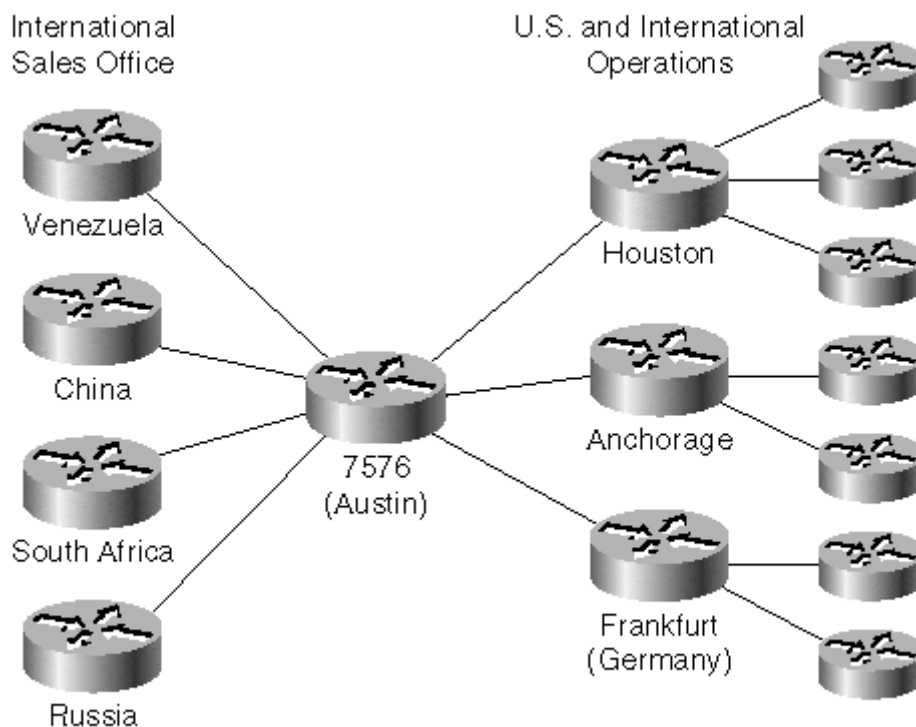 International
Sales Office
U.S. and International
Operations
Venezuela
Houston
China
7576
(Austin)
Anchorage
South Africa
Frankfurt
(Germany)
Russia